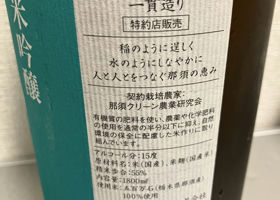 米吟醸
一貫造り
特約店販売
稲のように逞しく
水のようにしなやかに
人と人とをつなぐ那須の恵み
契約栽培農家:
那須クリーン農業研究会
有機質の肥料を使い、農薬や化学肥料
の使用を通常の半分以下に抑え、自然
環境の保全に配慮した米作りに取り
組んでいます。
アルコール分:15度
原材料名:米(国産)、米麹(国産米)
精米歩合:55%
内容量:1800ml
使用米:五百万石(栃木県那須産)
100%使用